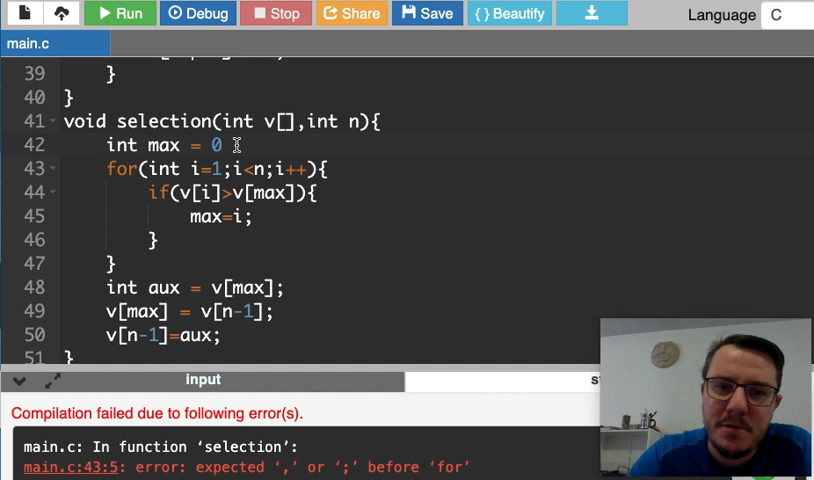 Run Debug Stop Share Save { } Beautify Language C
main.c
39 }
40 }
41 void selection(int v[],int n){
42 int max = 0
43 for(int i=1;i<n;i++){
44 if(v[i]>v[max]){
45 max=i;
46 }
47 }
48 int aux = v[max];
49 v[max] = v[n-1];
50 v[n-1]=aux;
51 }
input
Compilation failed due to following error(s).
main.c: In function ‘selection’:
main.c:43:5: error: expected ‘,’ or ‘;’ before ‘for’